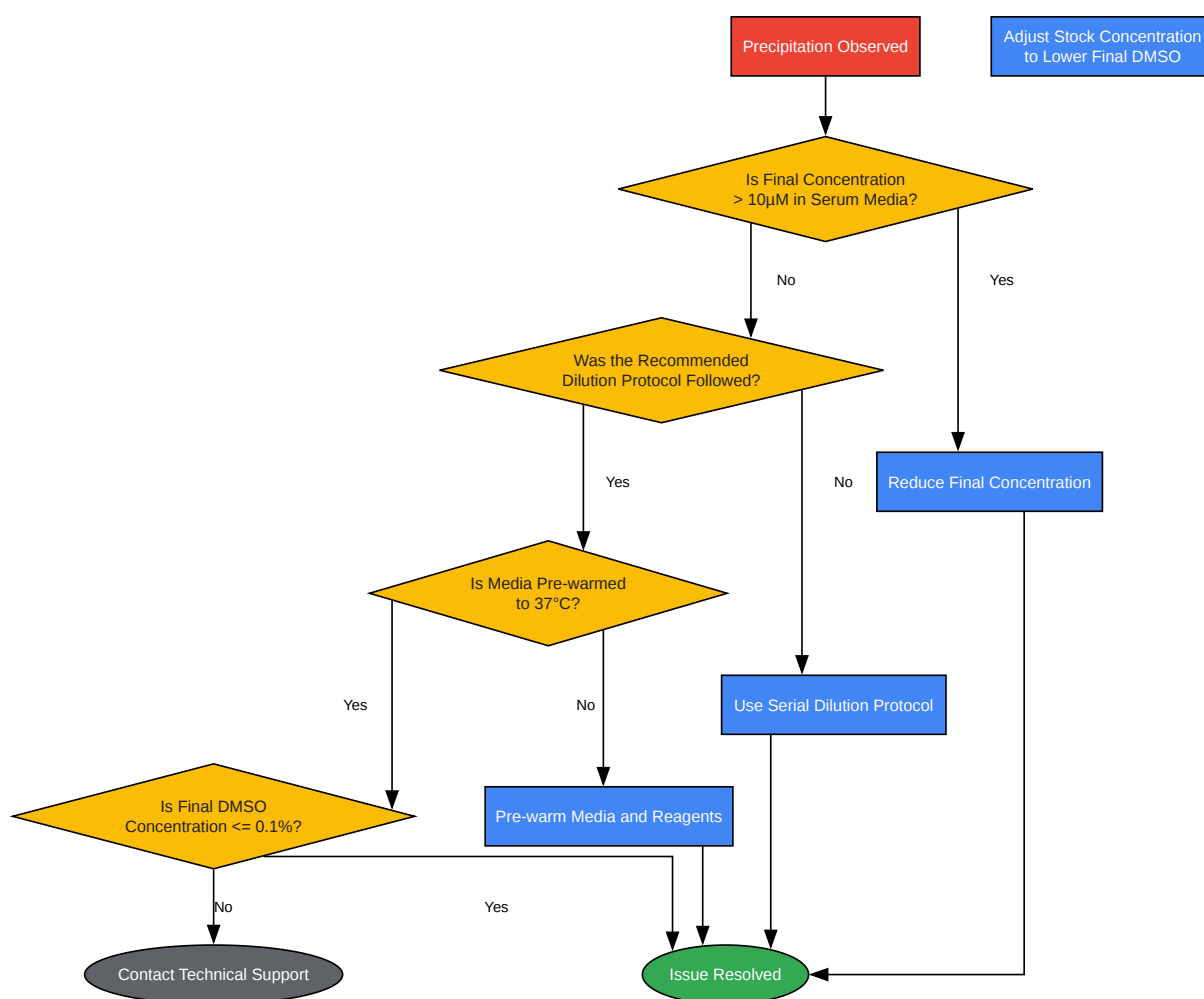 Precipitation Observed
Adjust Stock Concentration
to Lower Final DMSO
Is Final Concentration
> 10µM in Serum Media?
No
Yes
Was the Recommended
Dilution Protocol Followed?
Yes
No
Reduce Final Concentration
Is Media Pre-warmed
to 37°C?
Yes
No
Use Serial Dilution Protocol
Is Final DMSO
Concentration <= 0.1%?
Pre-warm Media and Reagents
No
Yes
Contact Technical Support
Issue Resolved